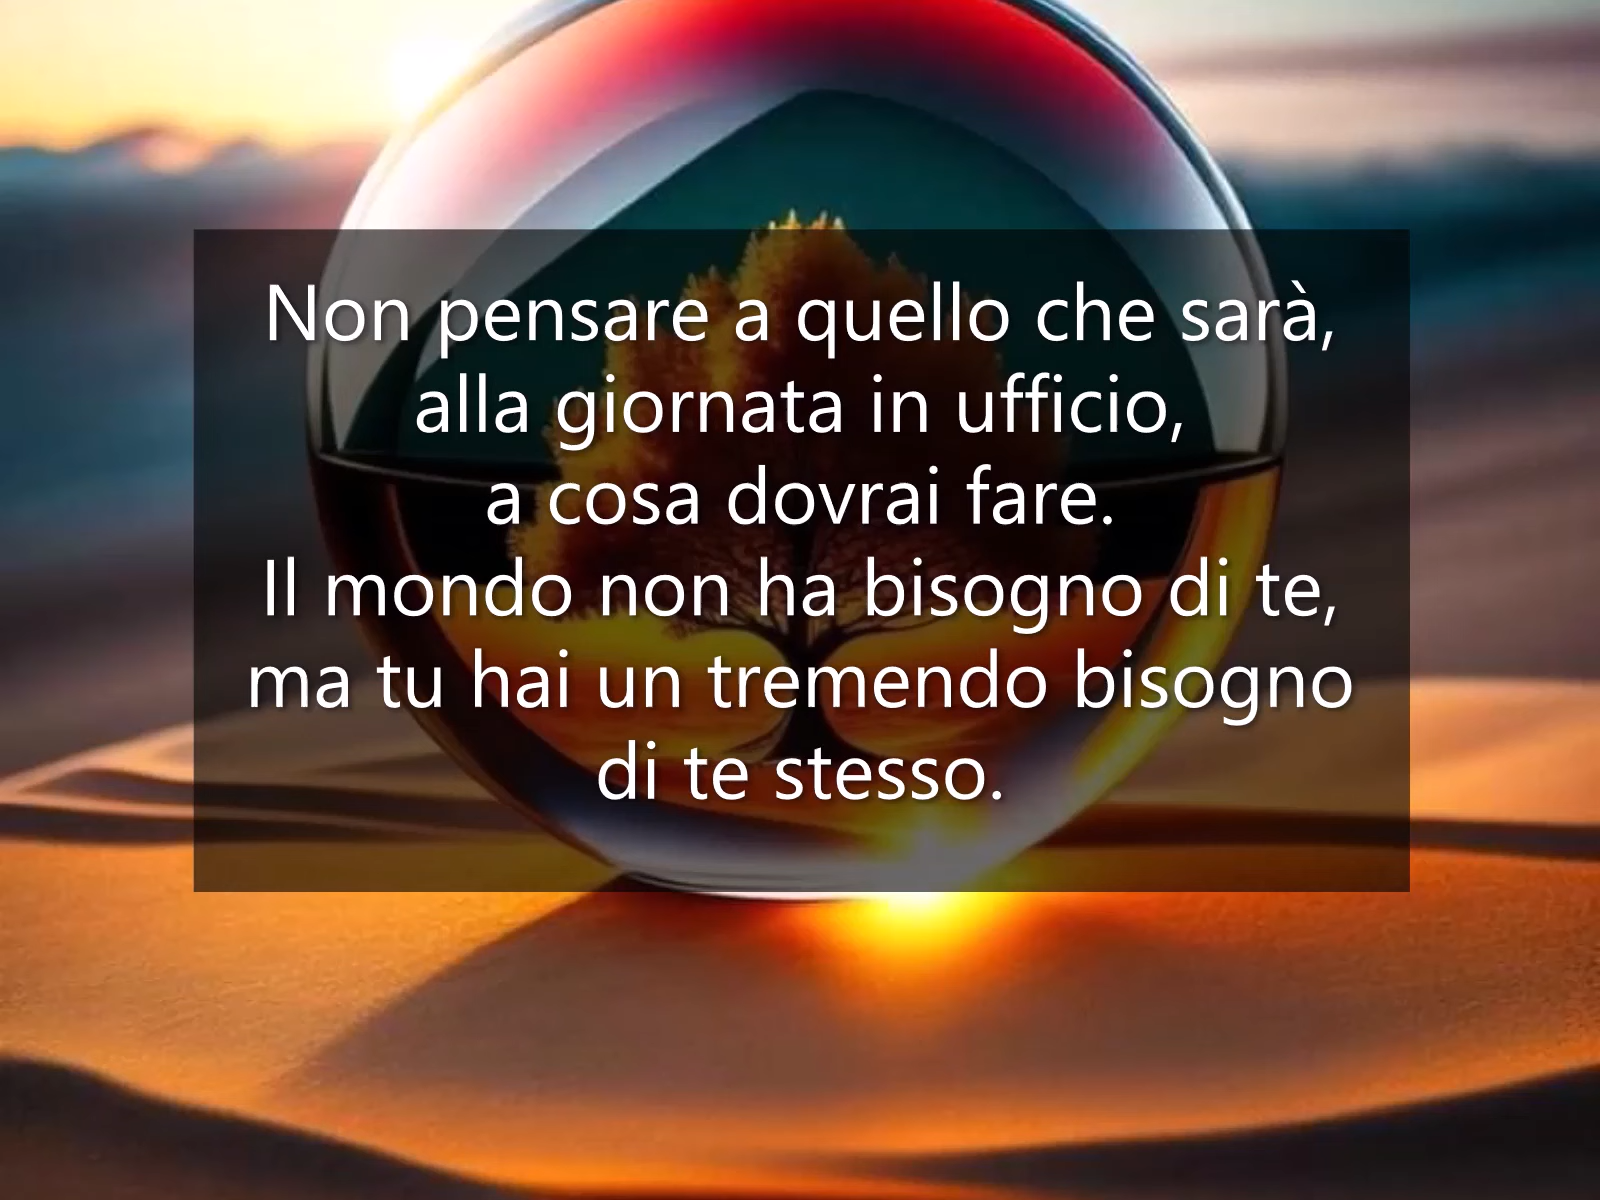 Non pensare a quello che sarà,
alla giornata in ufficio,
a cosa dovrai fare.
Il mondo non ha bisogno di te,
ma tu hai un tremendo bisogno
di te stesso.